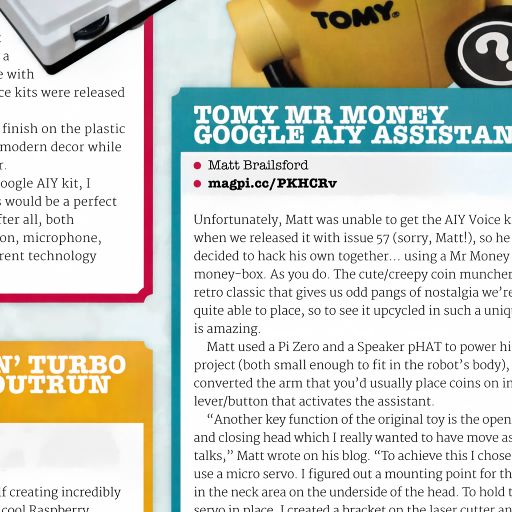 a
e with
ce kits were released
finish on the plastic
modern decor while
r.
oogle AIY kit, I
s would be a perfect
fter all, both
on, microphone,
rent technology
N' TURBO
OUTRUN
lf creating incredibly
cool Raspberry
TOMY®
?
TOMY MR MONEY
GOOGLE AIY ASSISTAN
• Matt Brailsford
• magpi.cc/PKHCRv
Unfortunately, Matt was unable to get the AIY Voice k
when we released it with issue 57 (sorry, Matt!), so he
decided to hack his own together... using a Mr Money
money-box. As you do. The cute/creepy coin muncher
retro classic that gives us odd pangs of nostalgia we're
quite able to place, so to see it upcycled in such a uniq
is amazing.
Matt used a Pi Zero and a Speaker pHAT to power hi
project (both small enough to fit in the robot's body),
converted the arm that you'd usually place coins on in
lever/button that activates the assistant.
"Another key function of the original toy is the open
and closing head which I really wanted to have move as
talks," Matt wrote on his blog. "To achieve this I chose
use a micro servo. I figured out a mounting point for th
in the neck area on the underside of the head. To hold t
servo in place, I created a bracket on the laser cutter an